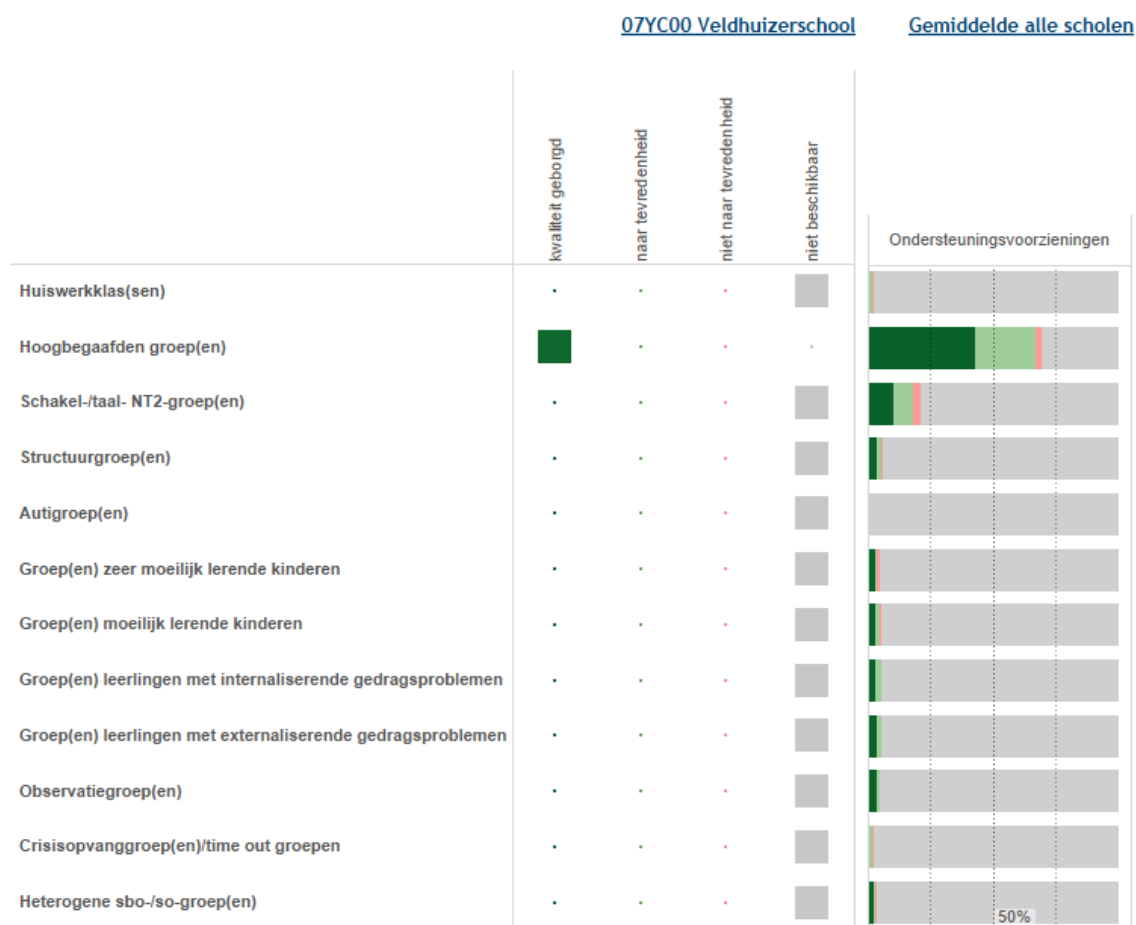 07YC00 Veldhuizerschool
Gemiddelde alle scholen
kwaliteit geborgd
naar tevredenheid
niet naar tevredenheid
niet beschikbaar
Ondersteuningsvoorzieningen
Huiswerkklas(sen)
Hoogbegaafden groep(en)
Schakel-/taal- NT2-groep(en)
Structuurgroep(en)
Autigroep(en)
Groep(en) zeer moeilijk lerende kinderen
Groep(en) moeilijk lerende kinderen
Groep(en) leerlingen met internaliserende gedragsproblemen
Groep(en) leerlingen met externaliserende gedragsproblemen
Observatiegroep(en)
Crisisopvanggroep(en)/time out groepen
Heterogene sbo-/so-groep(en)
50%